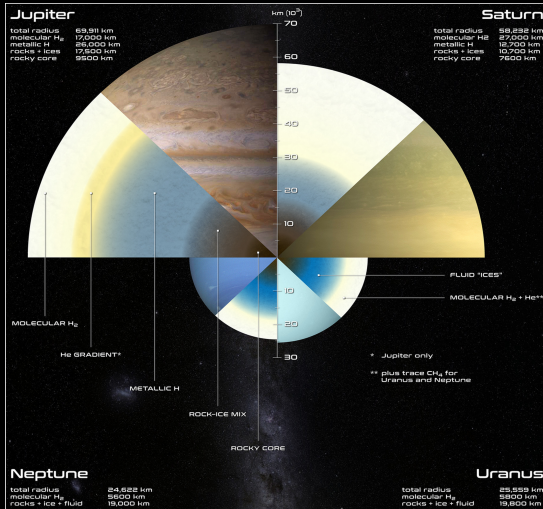 Jupiter
total radius 69,911 km
molecular H₂ 17,000 km
metallic H 26,000 km
rocks + ices 17,500 km
rocky core 9500 km
km (10³)
70
60
50
40
30
20
10
10
20
30
Saturn
total radius 58,232 km
molecular H2 27,000 km
metallic H 12,700 km
rocks + ices 10,700 km
rocky core 7600 km
FLUID "ICES"
MOLECULAR H₂ + He**
MOLECULAR H₂
He GRADIENT*
METALLIC H
ROCK-ICE MIX
ROCKY CORE
* Jupiter only
** plus trace CH₄ for
Uranus and Neptune
Neptune
total radius 24,622 km
molecular H₂ 5600 km
rocks + ice + fluid 19,000 km
Uranus
total radius 25,559 km
molecular H₂ 5800 km
rocks + ice + fluid 19,800 km